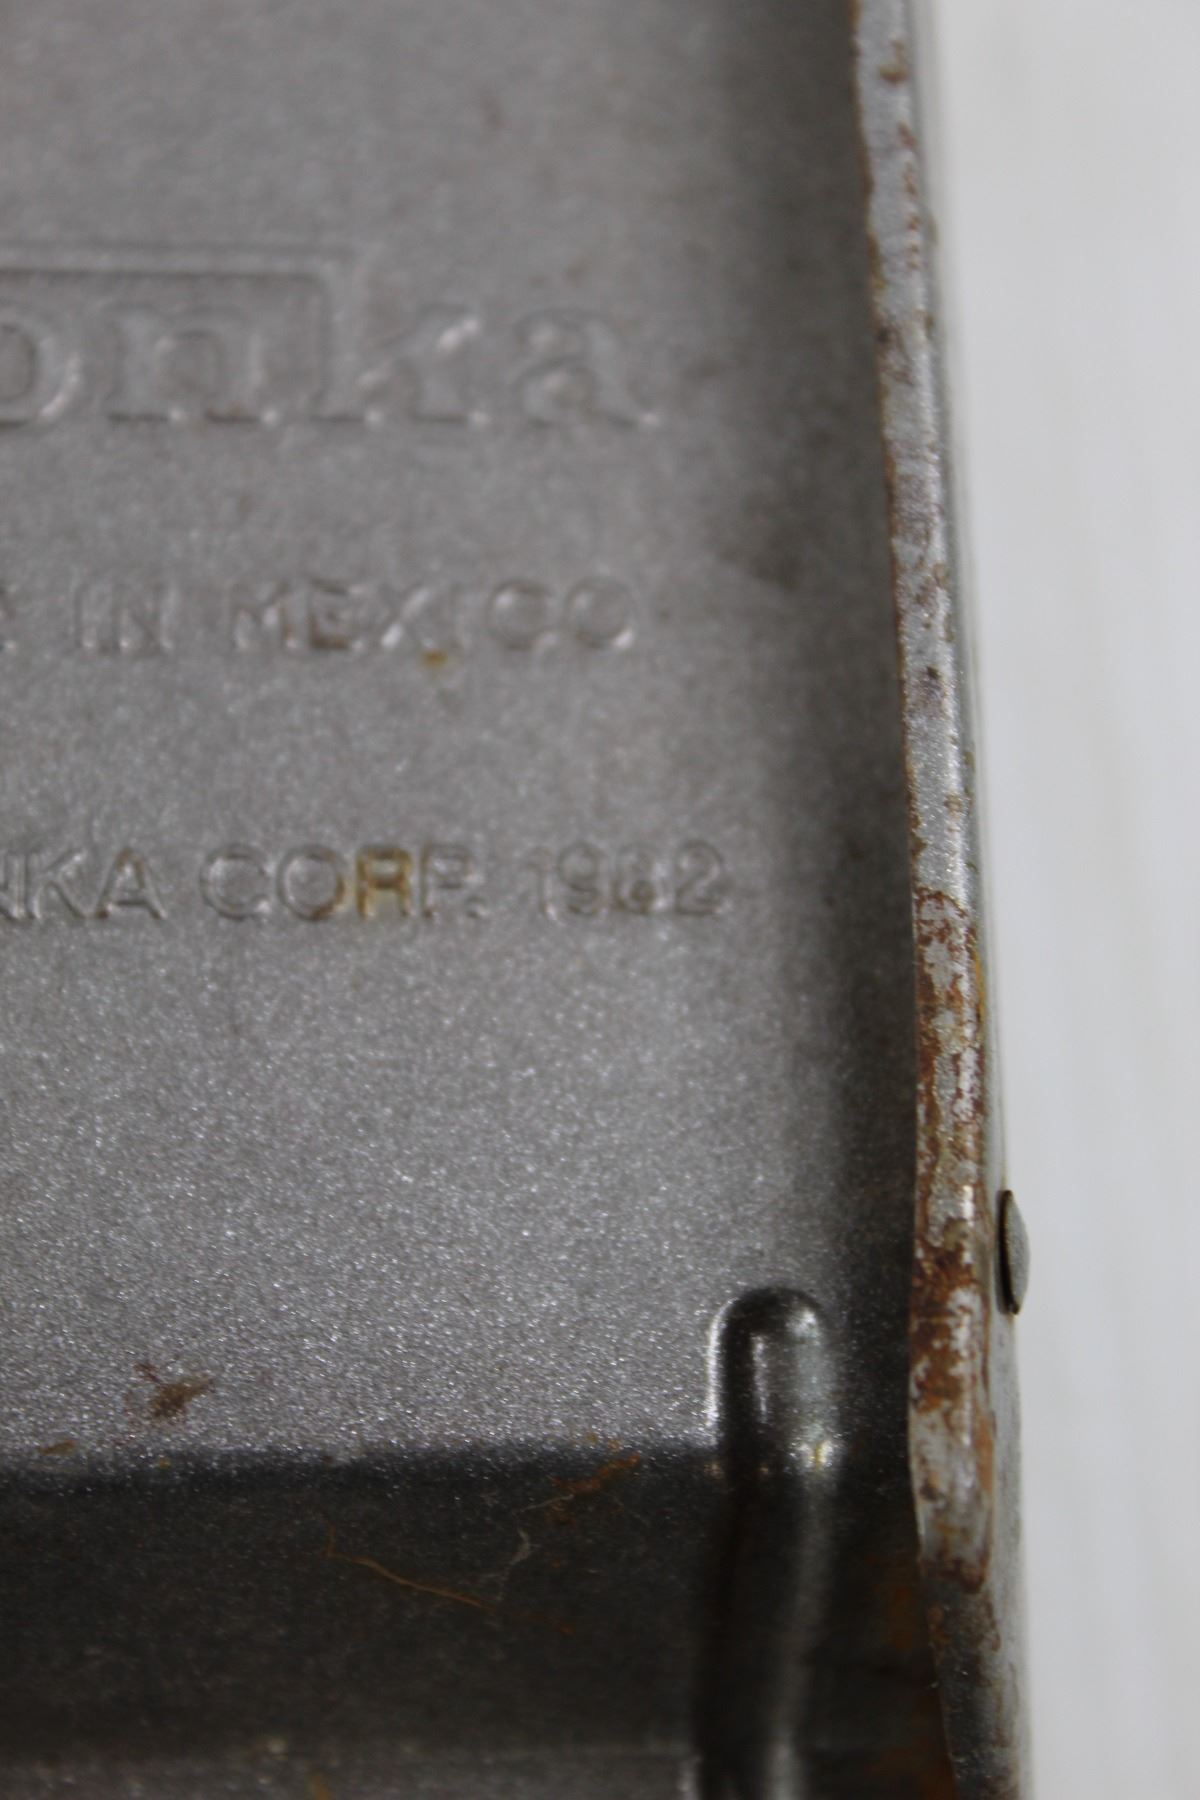 onka
IN MEXICO
NKA CORP. 1982